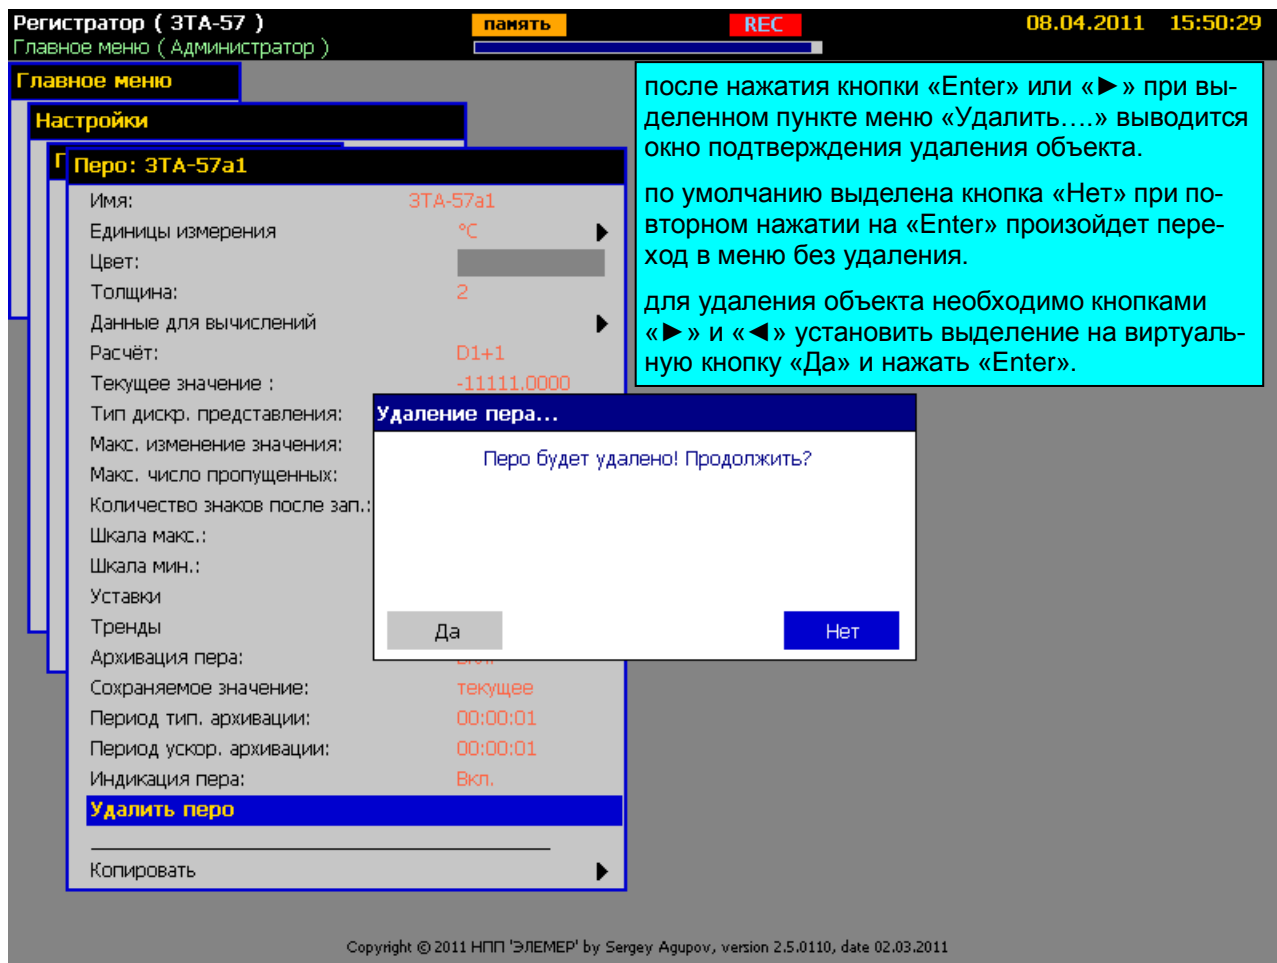 Регистратор ( ЗТА-57 )
память
REC
08.04.2011 15:50:29
Главное меню ( Администратор )
Главное меню
Настройки
Перо: ЗТА-57а1
Имя: ЗТА-57а1
Единицы измерения °C ▶
Цвет:
Толщина: 2
Данные для вычислений ▶
Расчёт: D1+1
Текущее значение : -11111.0000
Тип дискр. представления:
Макс. изменение значения:
Макс. число пропущенных:
Количество знаков после зап.:
Шкала макс.:
Шкала мин.:
Уставки
Тренды
Архивация пера:
Сохраняемое значение: текущее
Период тип. архивации: 00:00:01
Период ускор. архивации: 00:00:01
Индикация пера: Вкл.
Удалить перо
Копировать ▶
после нажатия кнопки «Enter» или «►» при вы-
деленном пункте меню «Удалить….» выводится
окно подтверждения удаления объекта.
по умолчанию выделена кнопка «Нет» при по-
вторном нажатии на «Enter» произойдет пере-
ход в меню без удаления.
для удаления объекта необходимо кнопками
«►» и «◄» установить выделение на виртуаль-
ную кнопку «Да» и нажать «Enter».
Удаление пера...
Перо будет удалено! Продолжить?
Да
Нет
Copyright © 2011 НПП 'ЭЛЕМЕР' by Sergey Agupov, version 2.5.0110, date 02.03.2011